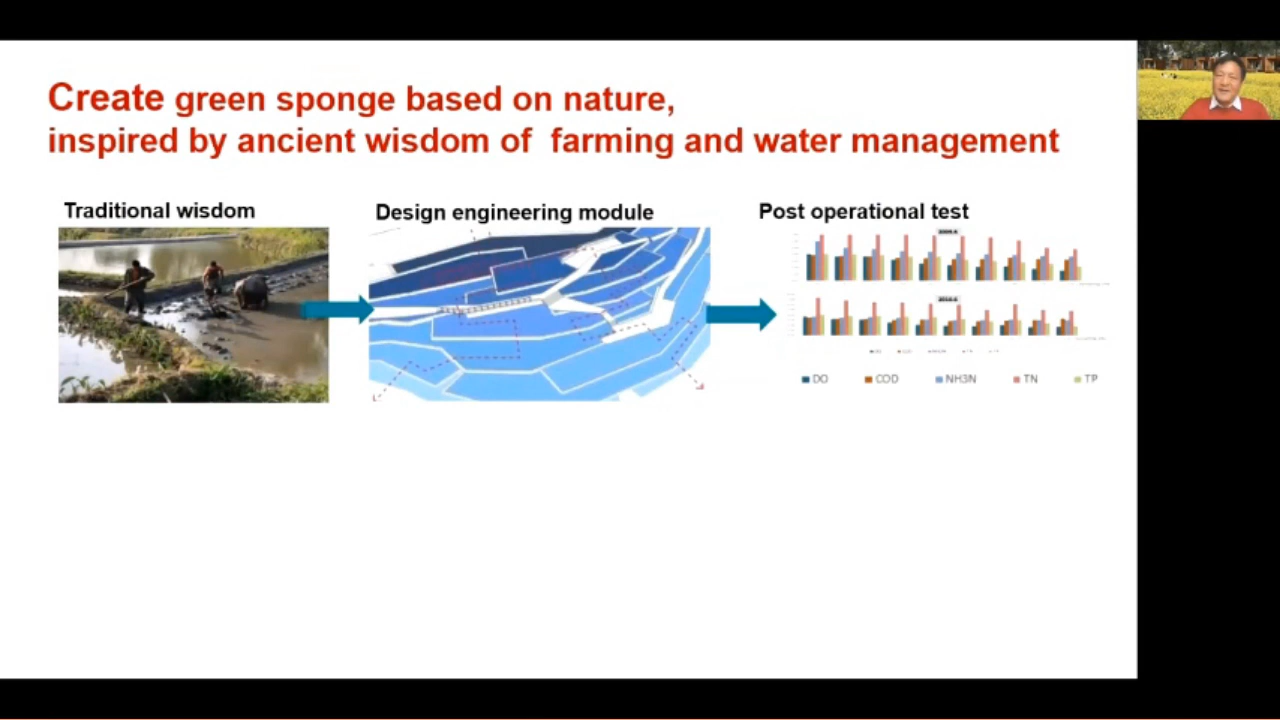 Create green sponge based on nature,
inspired by ancient wisdom of farming and water management
Traditional wisdom
Design engineering module
Post operational test
DO COD NH3N TN TP